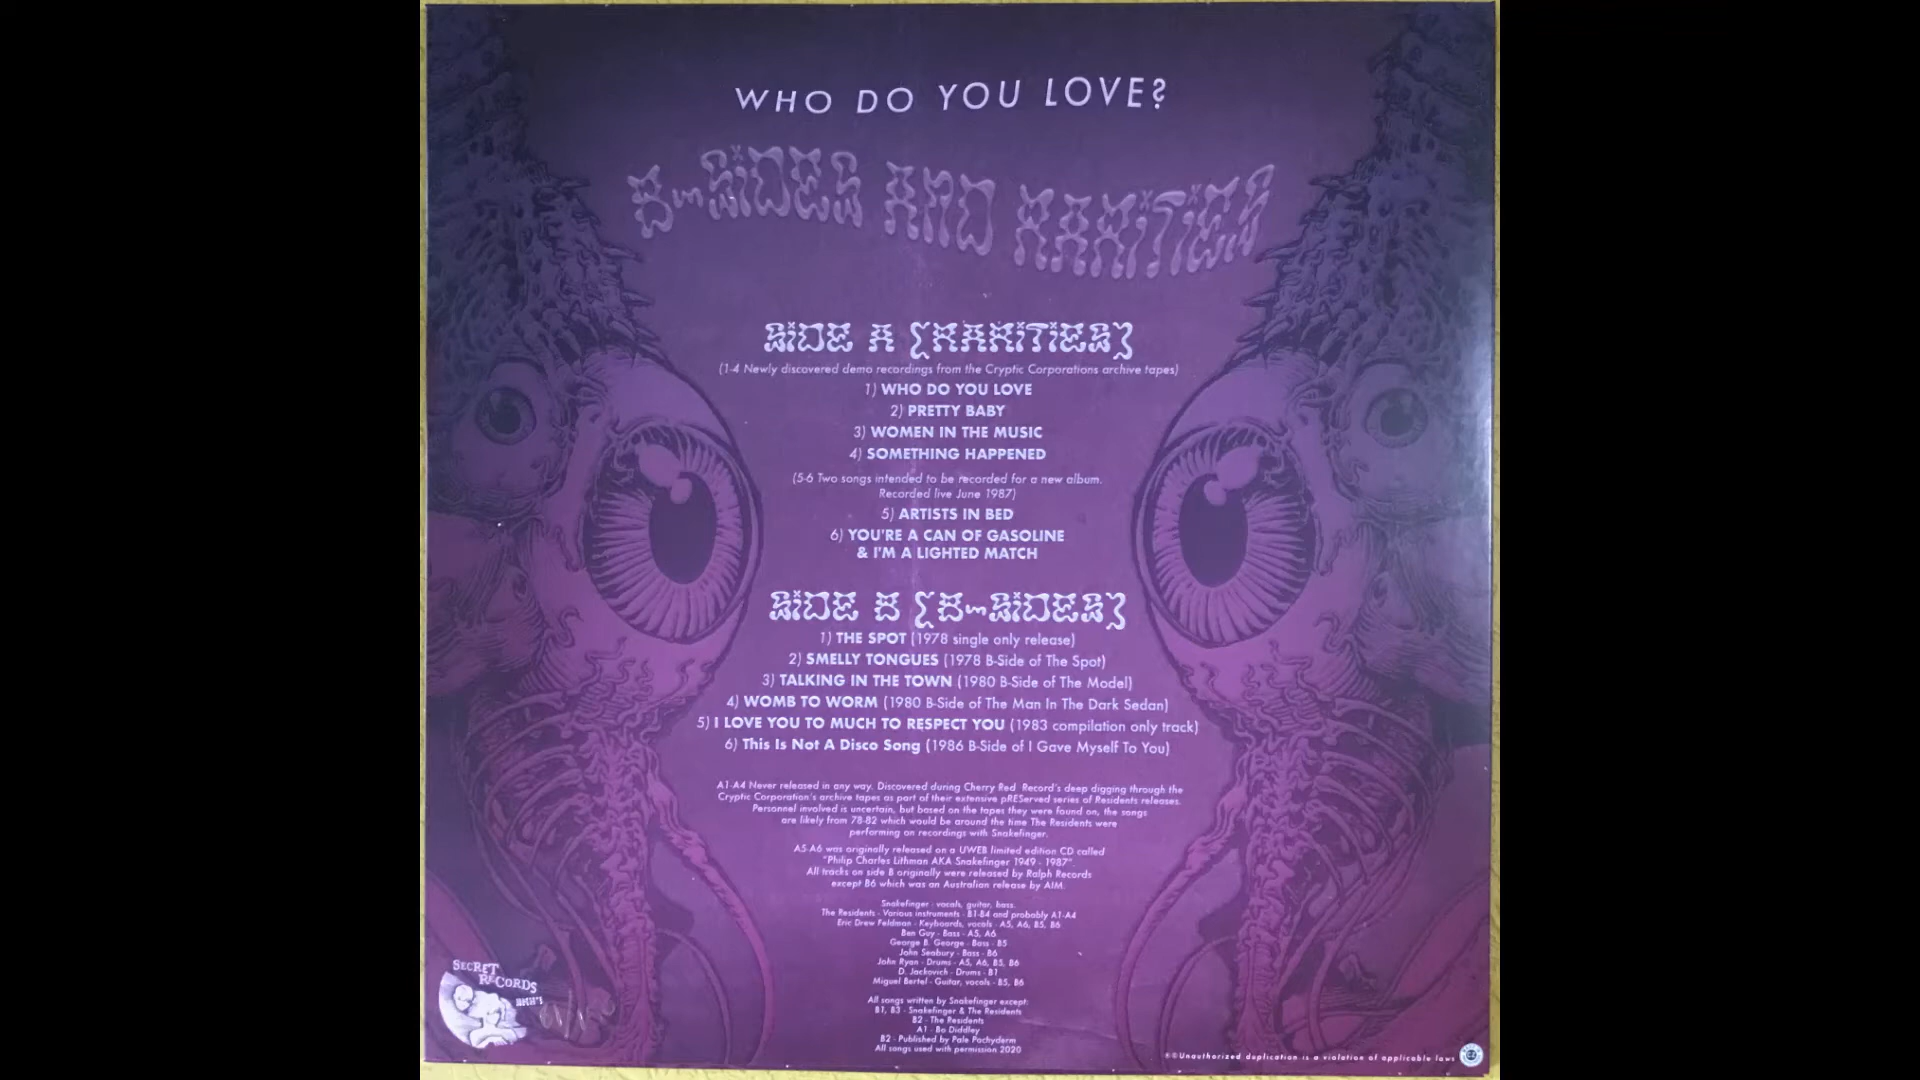 WHO DO YOU LOVE?
B-SIDES AND RARITIES
SIDE A [RARITIES]
(1-4 Newly discovered demo recordings from the Cryptic Corporations archive tapes)
1) WHO DO YOU LOVE
2) PRETTY BABY
3) WOMEN IN THE MUSIC
4) SOMETHING HAPPENED
(5-6 Two songs intended to be recorded for a new album.
Recorded live June 1987)
5) ARTISTS IN BED
6) YOU'RE A CAN OF GASOLINE
& I'M A LIGHTED MATCH
SIDE B [B-SIDES]
1) THE SPOT (1978 single only release)
2) SMELLY TONGUES (1978 B-Side of The Spot)
3) TALKING IN THE TOWN (1980 B-Side of The Model)
4) WOMB TO WORM (1980 B-Side of The Man In The Dark Sedan)
5) I LOVE YOU TO MUCH TO RESPECT YOU (1983 compilation only track)
6) This Is Not A Disco Song (1986 B-Side of I Gave Myself To You)
A1-A4 Never released in any way. Discovered during Cherry Red Record's deep digging through the
Cryptic Corporation's archive tapes as part of their extensive pREServed series of Residents releases.
Personnel involved is uncertain, but based on the tapes they were found on, the songs
are likely from 78-82 which would be around the time The Residents were
performing on recordings with Snakefinger.
A5-A6 was originally released on a UWEB limited edition CD called
"Philip Charles Lithman AKA Snakefinger 1949 - 1987".
All tracks on side B originally were released by Ralph Records
except B6 which was an Australian release by AIM.
Snakefinger - vocals, guitar, bass.
The Residents - Various instruments - B1-B4 and probably A1-A4
Eric Drew Feldman - Keyboards, vocals - A5, A6, B5, B6
Ben Guy - Bass - A5, A6
George B. George - Bass - B5
John Seabury - Bass - B6
John Ryan - Drums - A5, A6, B5, B6
D. Jackovich - Drums - B1
Miguel Bertel - Guitar, vocals - B5, B6
All songs written by Snakefinger except:
B1, B3 - Snakefinger & The Residents
B2 - The Residents
A1 - Bo Diddley
B2 - Published by Pale Pachyderm
All songs used with permission 2020
SECRET
RECORDS
®©Unauthorized duplication is a violation of applicable laws